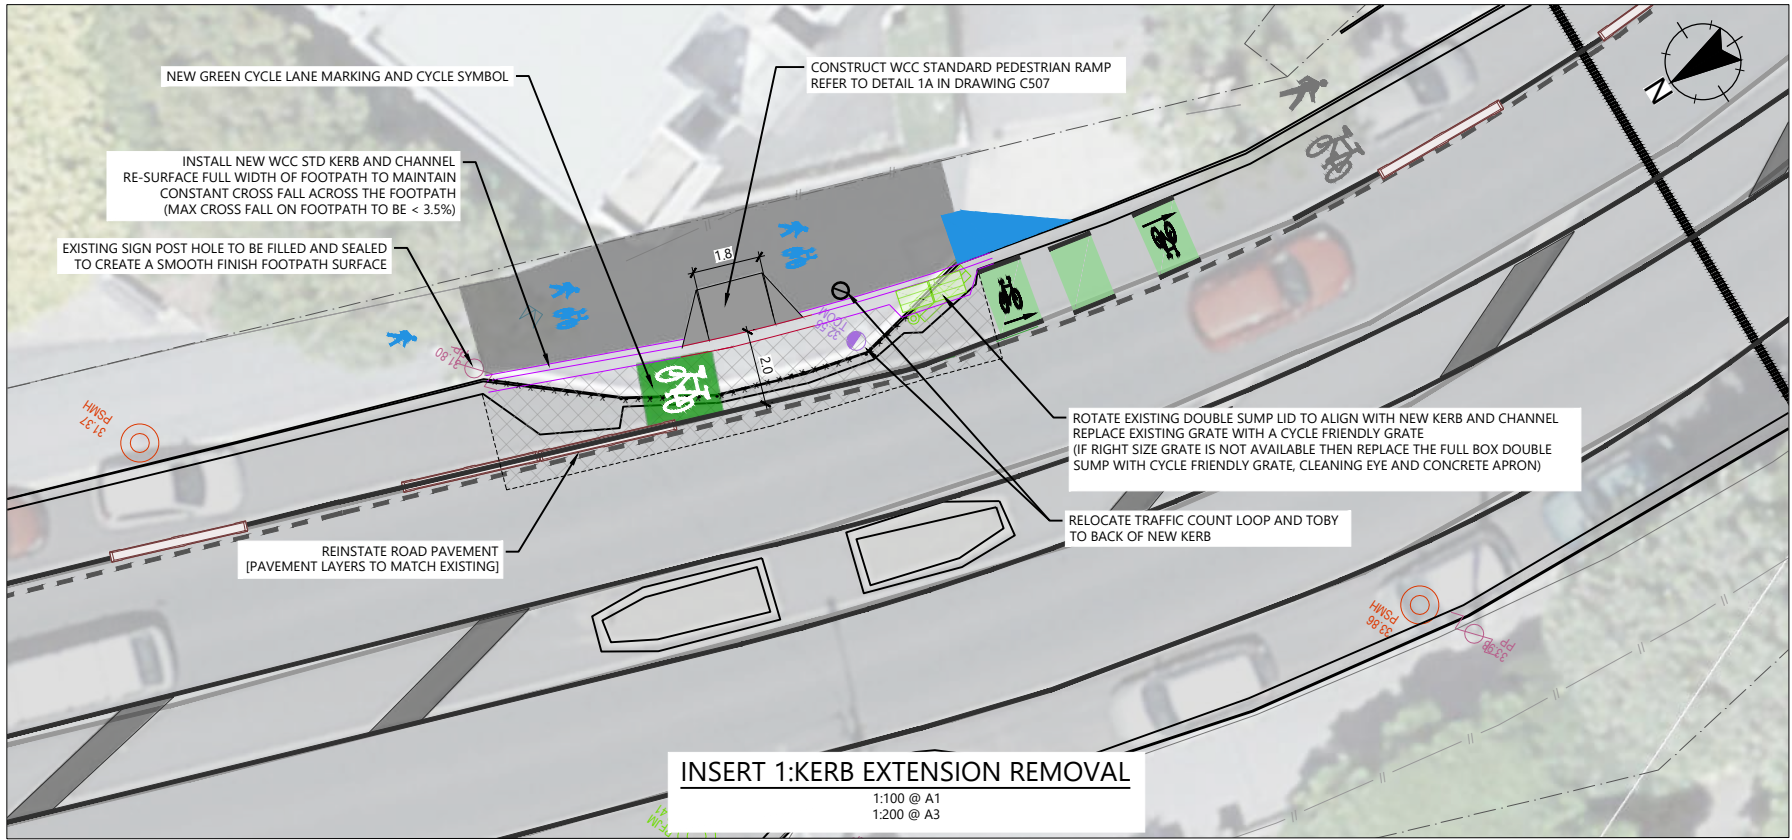 NEW GREEN CYCLE LANE MARKING AND CYCLE SYMBOL
CONSTRUCT WCC STANDARD PEDESTRIAN RAMP
REFER TO DETAIL 1A IN DRAWING C507
N
INSTALL NEW WCC STD KERB AND CHANNEL
RE-SURFACE FULL WIDTH OF FOOTPATH TO MAINTAIN
CONSTANT CROSS FALL ACROSS THE FOOTPATH
(MAX CROSS FALL ON FOOTPATH TO BE < 3.5%)
EXISTING SIGN POST HOLE TO BE FILLED AND SEALED
TO CREATE A SMOOTH FINISH FOOTPATH SURFACE
1.8
2.0
31.80
PSMH
31.37
ROTATE EXISTING DOUBLE SUMP LID TO ALIGN WITH NEW KERB AND CHANNEL
REPLACE EXISTING GRATE WITH A CYCLE FRIENDLY GRATE
(IF RIGHT SIZE GRATE IS NOT AVAILABLE THEN REPLACE THE FULL BOX DOUBLE
SUMP WITH CYCLE FRIENDLY GRATE, CLEANING EYE AND CONCRETE APRON)
RELOCATE TRAFFIC COUNT LOOP AND TOBY
TO BACK OF NEW KERB
REINSTATE ROAD PAVEMENT
[PAVEMENT LAYERS TO MATCH EXISTING]
PSMH
33.86
PP
INSERT 1:KERB EXTENSION REMOVAL
1:100 @ A1
1:200 @ A3